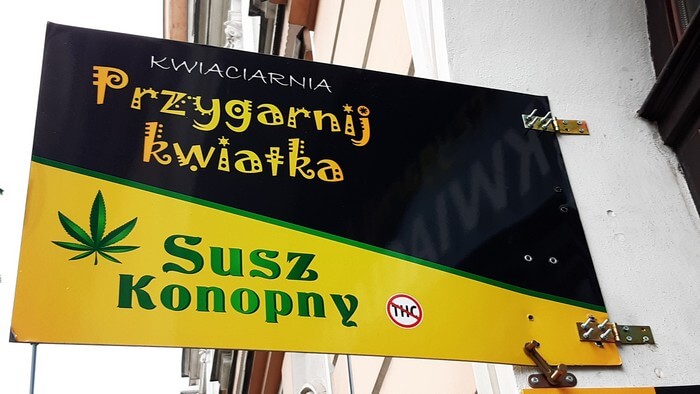 KWIACIARNIA
Przygarnij
kwiatka
Susz
Konopny
THC